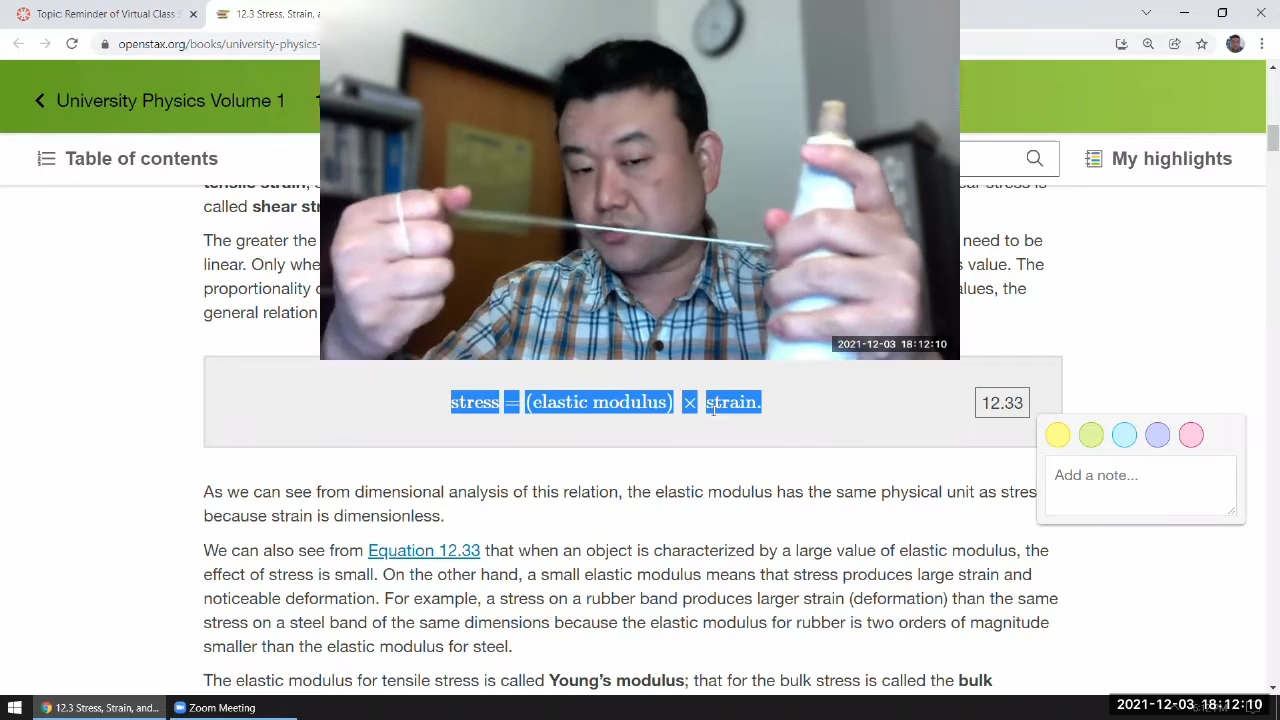 Topic: Reminder of Virtual Class
12.3 Stress, Strain, a
openstax.org/books/university-physics-
University Physics Volume 1
Table of contents
My highlights
tensile strain,
stress is
called shear
The greater the
need to be
linear. Only
value. The
proportionality
the
general relation
2021-12-03 18:12:10
stress = (elastic modulus) × strain.
12.33
Add a note...
As we can see from dimensional analysis of this relation, the elastic modulus has the same physical unit as
because strain is dimensionless.
We can also see from Equation 12.33 that when an object is characterized by a large value of elastic modulus, the
effect of stress is small. On the other hand, a small elastic modulus means that stress produces large strain and
noticeable deformation. For example, a stress on a rubber band produces larger strain (deformation) than the same
stress on a steel band of the same dimensions because the elastic modulus for rubber is two orders of magnitude
smaller than the elastic modulus for steel.
The elastic modulus for tensile stress is called Young's modulus; that for the bulk stress is called the bulk
12.3 Stress, Strain, and...
Zoom Meeting
2021-12-03 18:12:10